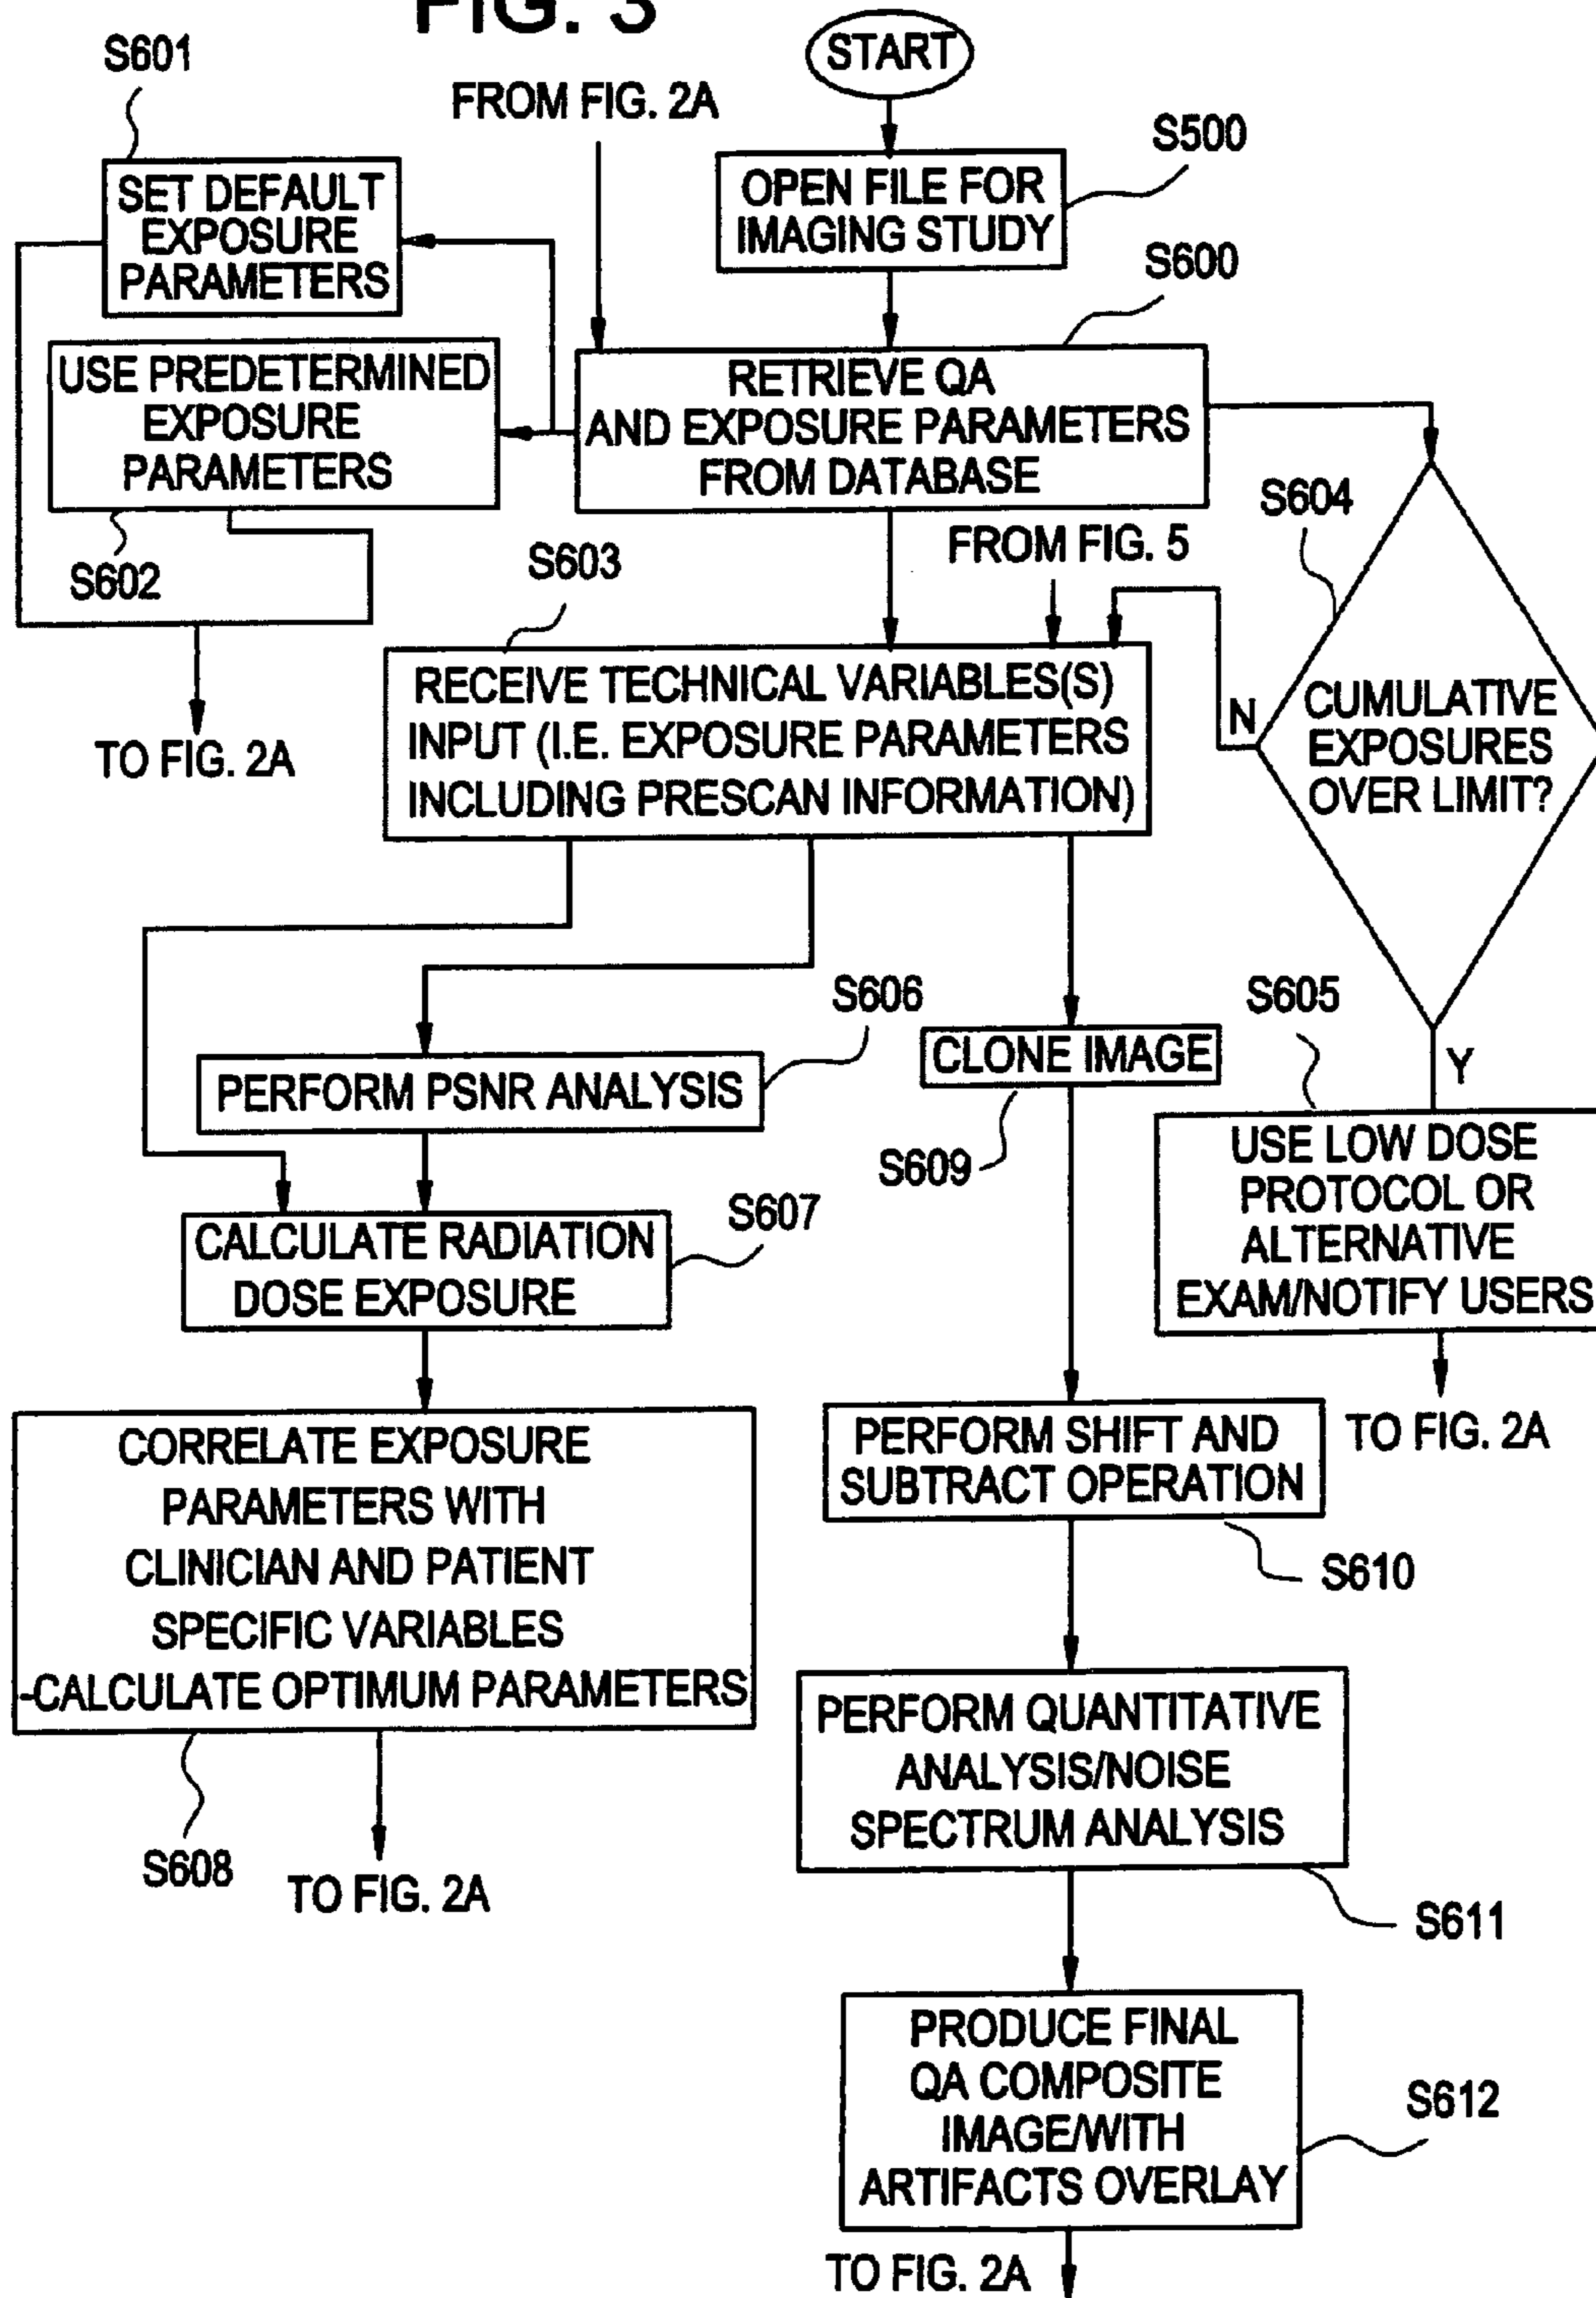 FIG. 3
START
S601
FROM FIG. 2A
S500
SET DEFAULT
EXPOSURE
PARAMETERS
OPEN FILE FOR
IMAGING STUDY
S600
USE PREDETERMINED
EXPOSURE
PARAMETERS
RETRIEVE QA
AND EXPOSURE PARAMETERS
FROM DATABASE
S602
S603
FROM FIG. 5
S604
TO FIG. 2A
RECEIVE TECHNICAL VARIABLES(S)
INPUT (I.E. EXPOSURE PARAMETERS
INCLUDING PRESCAN INFORMATION)
N
CUMULATIVE
EXPOSURES
OVER LIMIT?
S606
S605
Y
PERFORM PSNR ANALYSIS
CLONE IMAGE
S609
USE LOW DOSE
PROTOCOL OR
ALTERNATIVE
EXAM/NOTIFY USERS
S607
CALCULATE RADIATION
DOSE EXPOSURE
TO FIG. 2A
CORRELATE EXPOSURE
PARAMETERS WITH
CLINICIAN AND PATIENT
SPECIFIC VARIABLES
-CALCULATE OPTIMUM PARAMETERS
PERFORM SHIFT AND
SUBTRACT OPERATION
S610
S608
TO FIG. 2A
PERFORM QUANTITATIVE
ANALYSIS/NOISE
SPECTRUM ANALYSIS
S611
PRODUCE FINAL
QA COMPOSITE
IMAGE/WITH
ARTIFACTS OVERLAY
S612
TO FIG. 2A